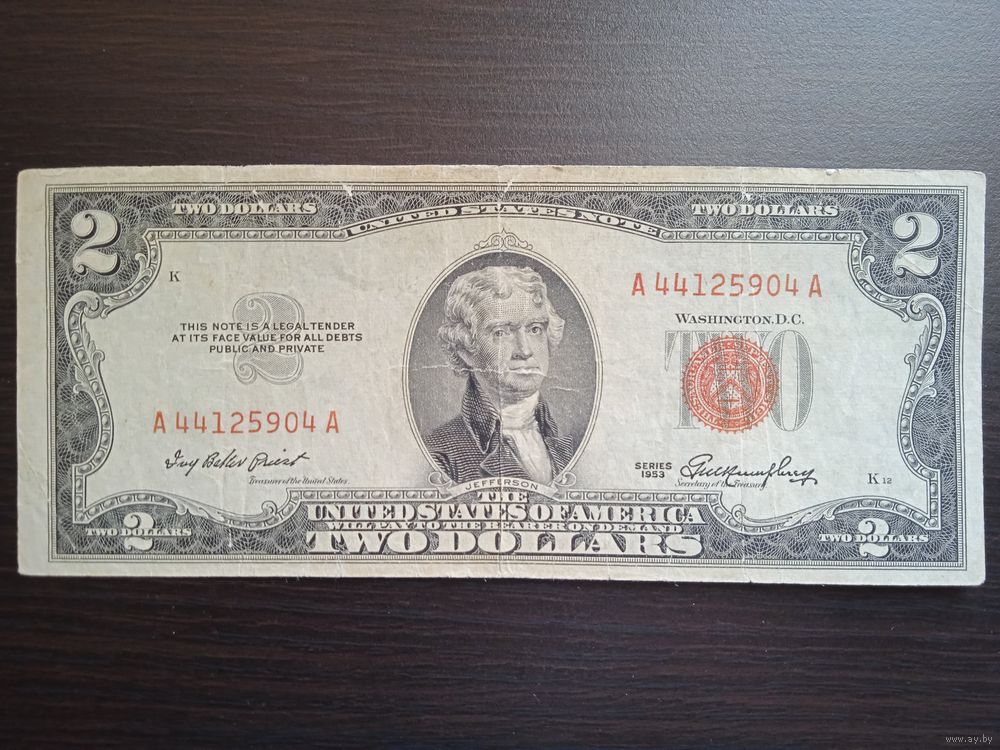 TWO DOLLARS
UNITED STATES NOTE
TWO DOLLARS
2
2
K
A 44125904 A
WASHINGTON, D.C.
2
THIS NOTE IS A LEGAL TENDER
AT ITS FACE VALUE FOR ALL DEBTS
PUBLIC AND PRIVATE
TWO
A 44125904 A
Ivy Baker Priest
Treasurer of the United States.
SERIES
1953
G.M. Humphrey
Secretary of the Treasury.
K 12
JEFFERSON
THE
UNITED STATES OF AMERICA
WILL PAY TO THE BEARER ON DEMAND
TWO DOLLARS
TWO DOLLARS
2
TWO DOLLARS
2
www.ay.by